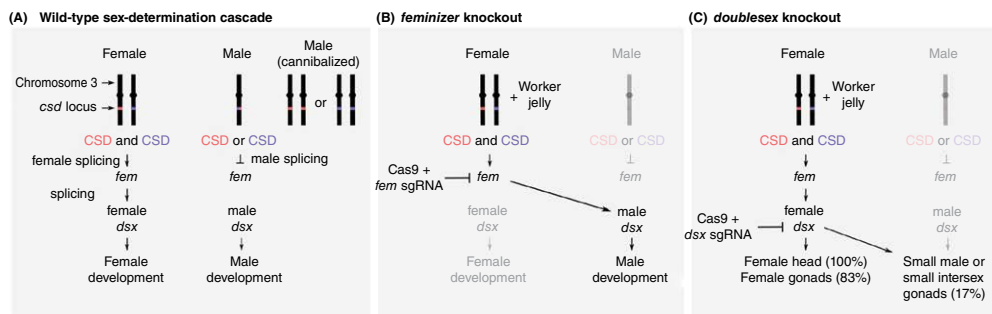 (A) Wild-type sex-determination cascade
Female
Male
Male
(cannibalized)
Chromosome 3
csd locus
or
CSD and CSD
CSD or CSD
female splicing
male splicing
fem
fem
splicing
female
dsx
male
dsx
Female
development
Male
development
(B) feminizer knockout
Female
Male
+ Worker
jelly
CSD and CSD
CSD or CSD
Cas9 +
fem sgRNA
fem
fem
female
dsx
male
dsx
Female
development
Male
development
(C) doublesex knockout
Female
Male
+ Worker
jelly
CSD and CSD
CSD or CSD
fem
fem
Cas9 +
dsx sgRNA
female
dsx
male
dsx
Female head (100%)
Female gonads (83%)
Small male or
small intersex
gonads (17%)